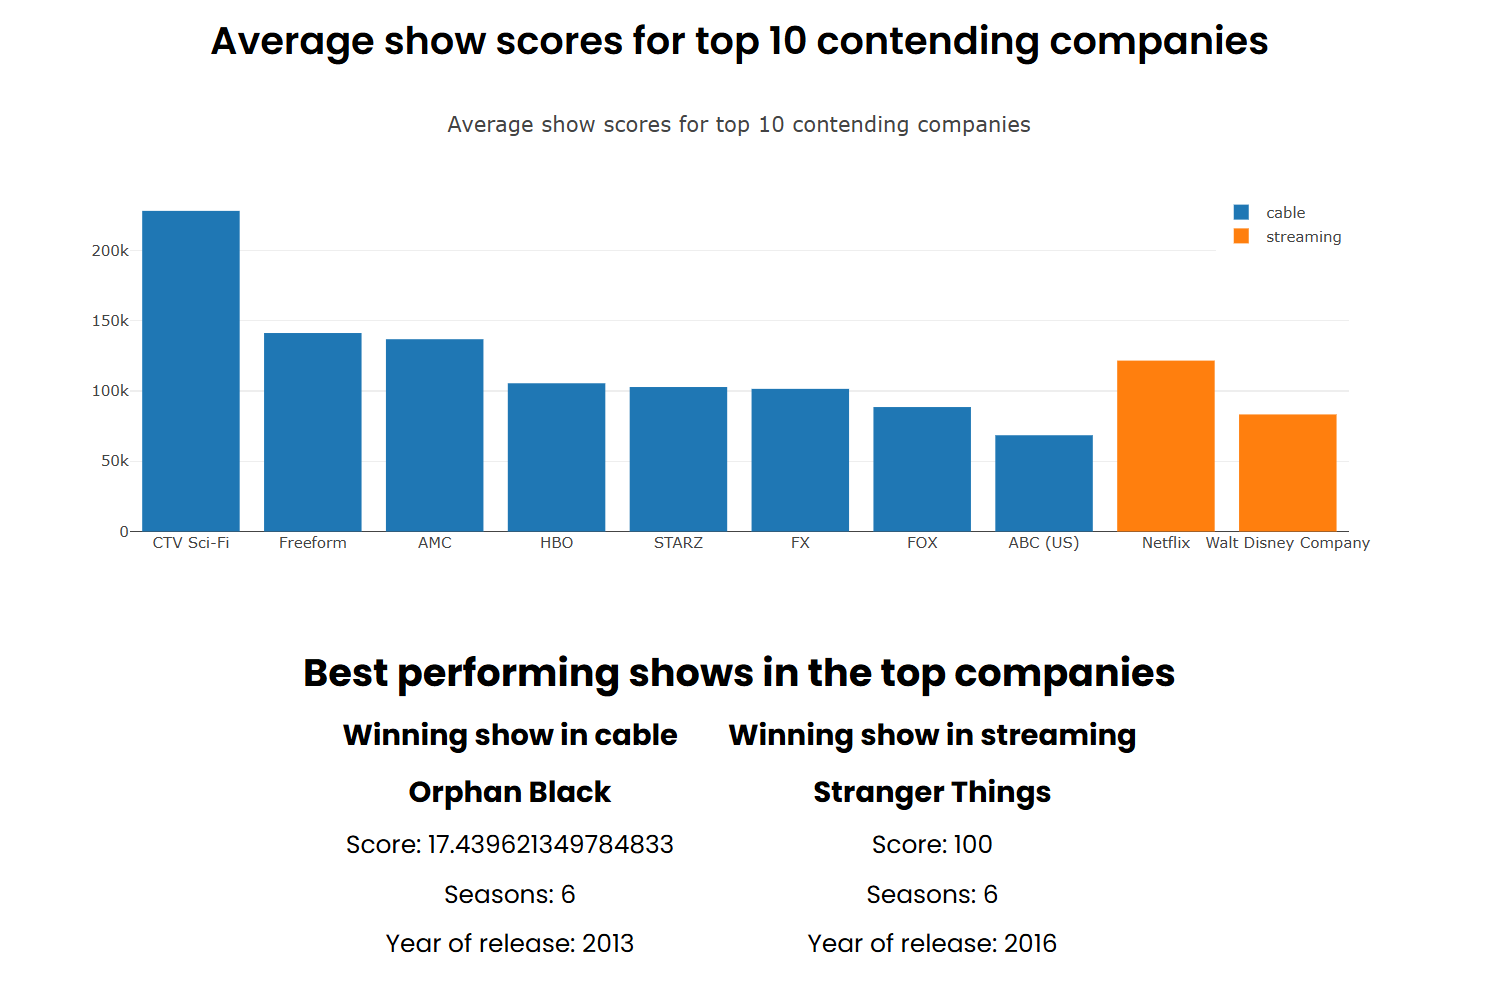 Average show scores for top 10 contending companies
Average show scores for top 10 contending companies
cable
streaming
200k
150k
100k
50k
0
CTV Sci-Fi Freeform AMC HBO STARZ FX FOX ABC (US) Netflix Walt Disney Company
Best performing shows in the top companies
Winning show in cable
Orphan Black
Score: 17.439621349784833
Seasons: 6
Year of release: 2013
Winning show in streaming
Stranger Things
Score: 100
Seasons: 6
Year of release: 2016